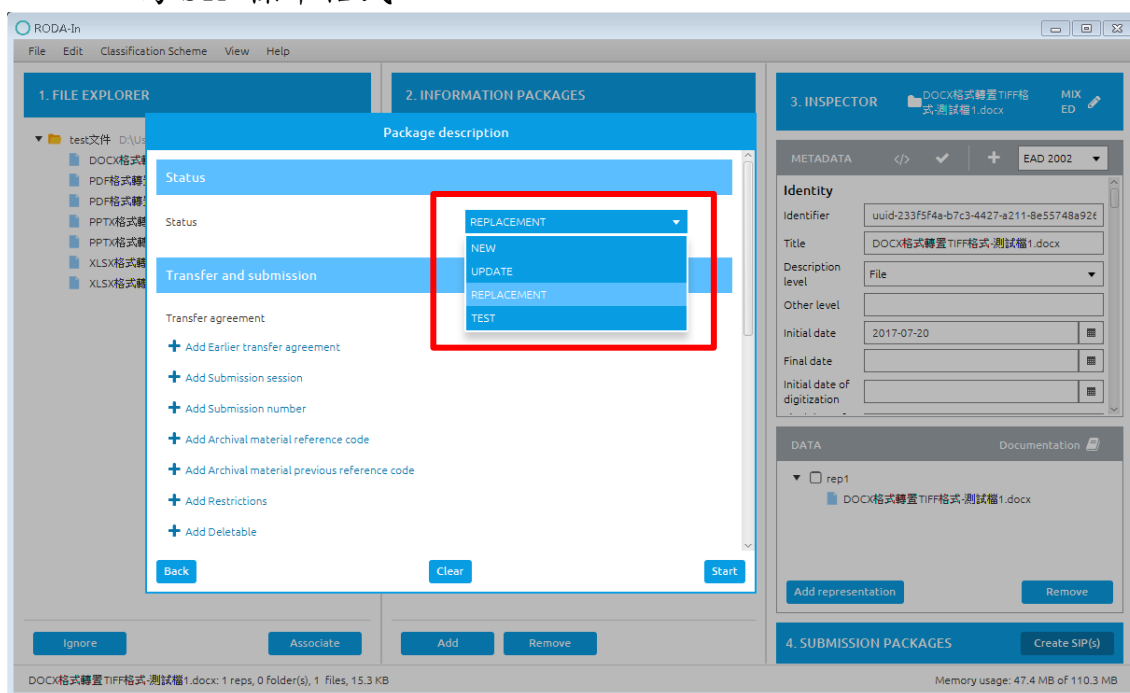 RODA-In
File Edit Classification Scheme View Help
1. FILE EXPLORER
2. INFORMATION PACKAGES
3. INSPECTOR
DOCX格式轉置TIFF格
式-測試檔1.docx
MIX
ED
test文件 D:\Us
DOCX格式
PDF格式轉
PDF格式轉
PPTX格式
PPTX格式
XLSX格式
XLSX格式
Package description
Status
Status
REPLACEMENT
NEW
UPDATE
REPLACEMENT
TEST
Transfer and submission
Transfer agreement
Add Earlier transfer agreement
Add Submission session
Add Submission number
Add Archival material reference code
Add Archival material previous reference code
Add Restrictions
Add Deletable
Back Clear Start
METADATA </> EAD 2002
Identity
Identifier uuid-233f5f4a-b7c3-4427-a211-8e55748a926
Title DOCX格式轉置TIFF格式-測試檔1.docx
Description
level File
Other level
Initial date 2017-07-20
Final date
Initial date of
digitization
DATA Documentation
rep1
DOCX格式轉置TIFF格式-測試檔1.docx
Add representation Remove
Ignore Associate Add Remove
4. SUBMISSION PACKAGES Create SIP(s)
DOCX格式轉置TIFF格式-測試檔1.docx: 1 reps, 0 folder(s), 1 files, 15.3 KB
Memory usage: 47.4 MB of 110.3 MB